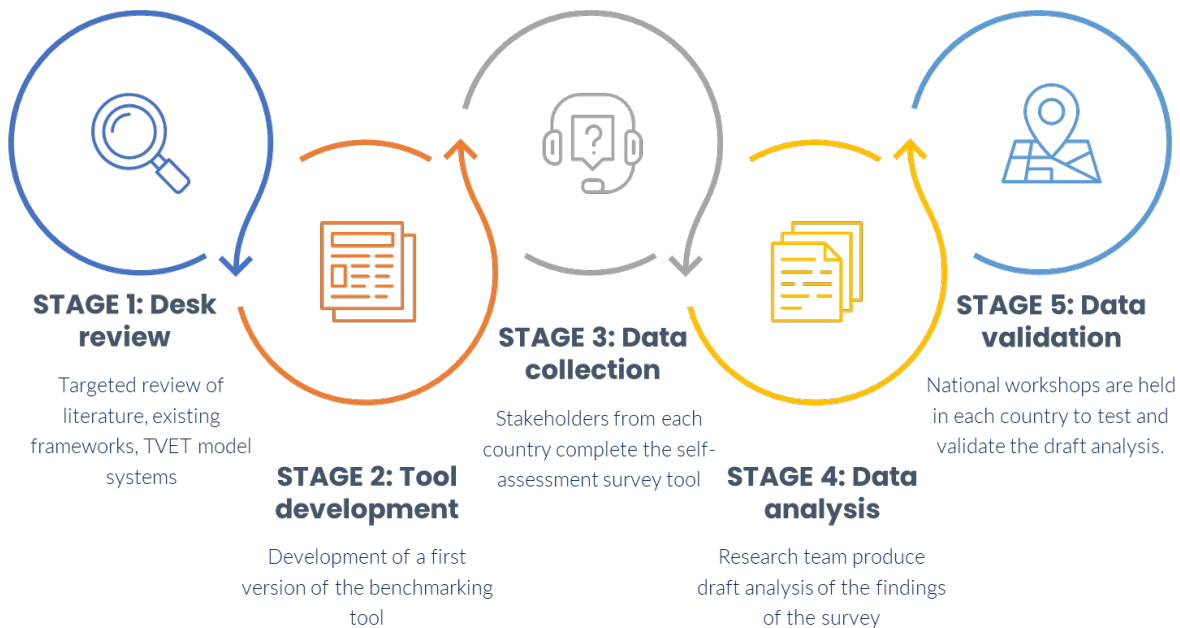 STAGE 1: Desk
review
Targeted review of
literature, existing
frameworks, TVET model
systems
STAGE 2: Tool
development
Development of a first
version of the benchmarking
tool
?
STAGE 3: Data
collection
Stakeholders from each
country complete the self-
assessment survey tool
STAGE 4: Data
analysis
Research team produce
draft analysis of the findings
of the survey
STAGE 5: Data
validation
National workshops are held
in each country to test and
validate the draft analysis.